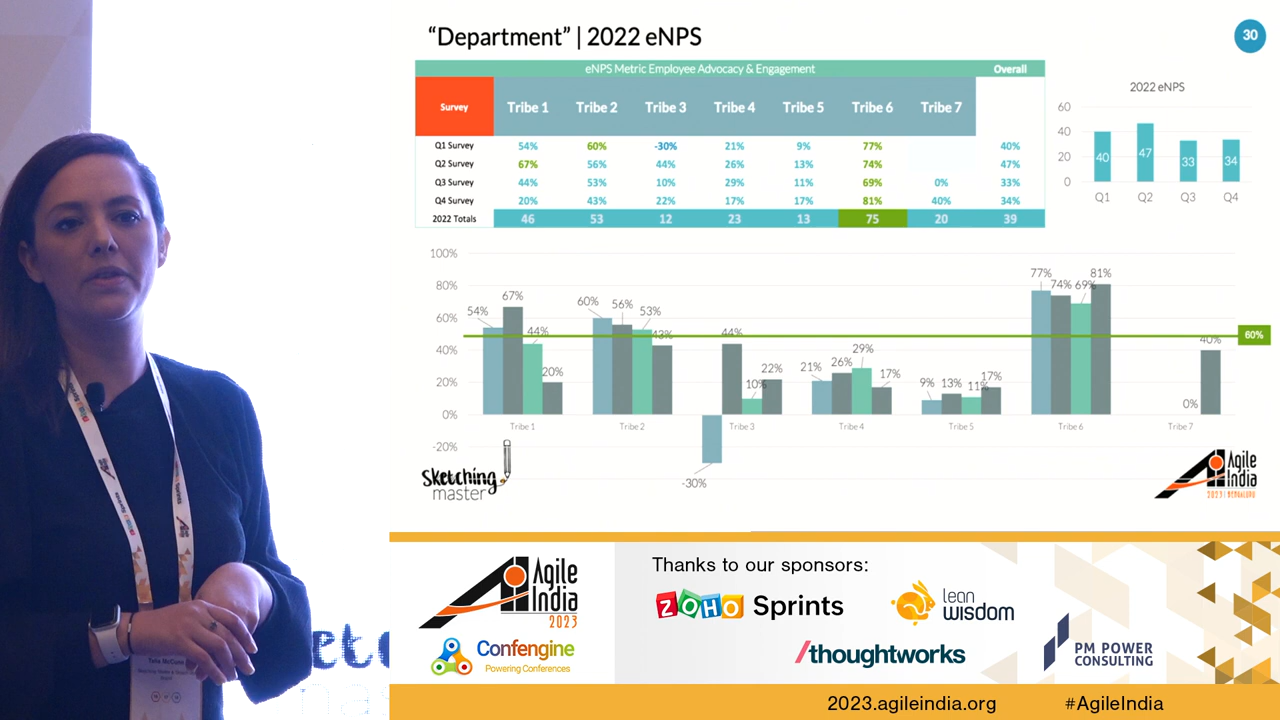 "Department" | 2022 eNPS
30
eNPS Metric Employee Advocacy & Engagement Overall
Survey Tribe 1 Tribe 2 Tribe 3 Tribe 4 Tribe 5 Tribe 6 Tribe 7
Q1 Survey 54% 60% -30% 21% 9% 77% 40%
Q2 Survey 67% 56% 44% 26% 13% 74% 47%
Q3 Survey 44% 53% 10% 29% 11% 69% 0% 33%
Q4 Survey 20% 43% 22% 17% 17% 81% 40% 34%
2022 Totals 46 53 12 23 13 75 20 39
2022 eNPS
60
40
20
0
40 47 33 34
Q1 Q2 Q3 Q4
100%
80%
60%
40%
20%
0%
-20%
54% 67% 44% 20%
60% 56% 53% 43%
-30% 44% 10% 22%
21% 26% 29% 17%
9% 13% 11% 17%
77% 74% 69% 81%
0% 40%
60%
Tribe 1 Tribe 2 Tribe 3 Tribe 4 Tribe 5 Tribe 6 Tribe 7
Sketching
master
Agile
India
2023 | BENGALURU
Agile
India
2023
Confengine
Powering Conferences
Thanks to our sponsors:
ZOHO Sprints
lean
wisdom
/thoughtworks
PM POWER
CONSULTING
2023.agileindia.org #AgileIndia